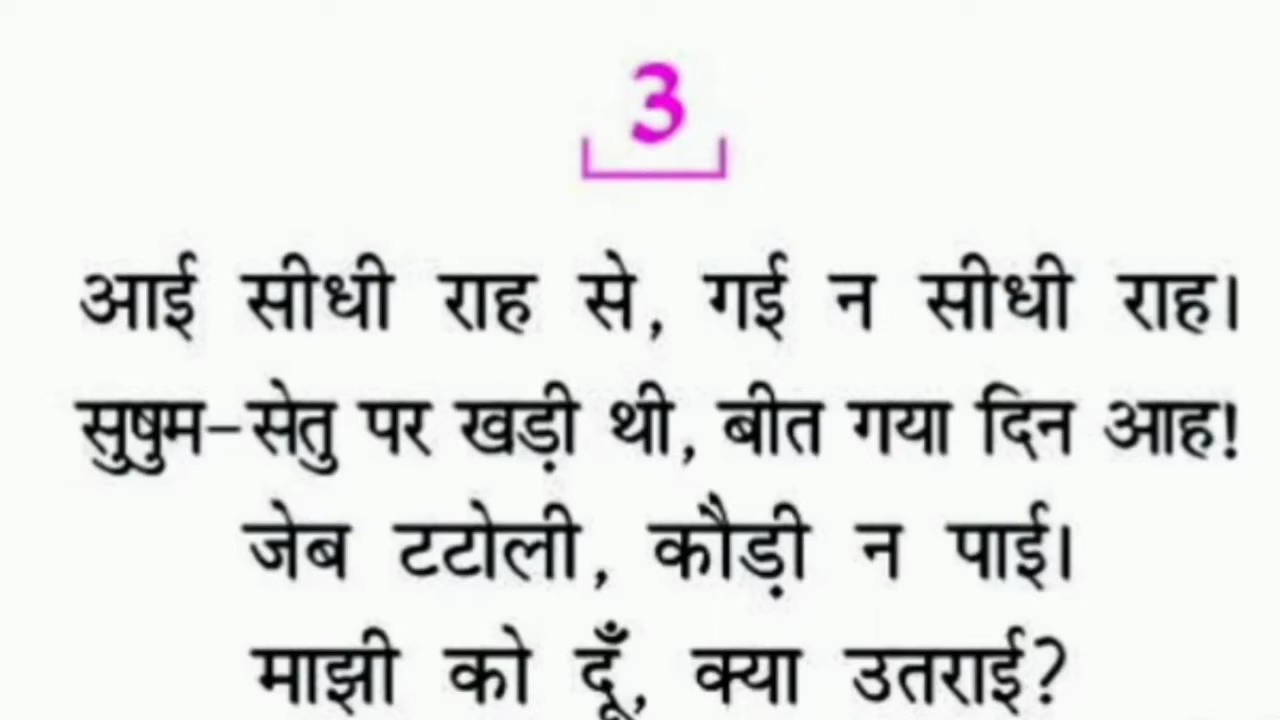 3
आई सीधी राह से, गई न सीधी राह।
सुषुम-सेतु पर खड़ी थी, बीत गया दिन आह!
जेब टटोली, कौड़ी न पाई।
माझी को दूँ, क्या उतराई?